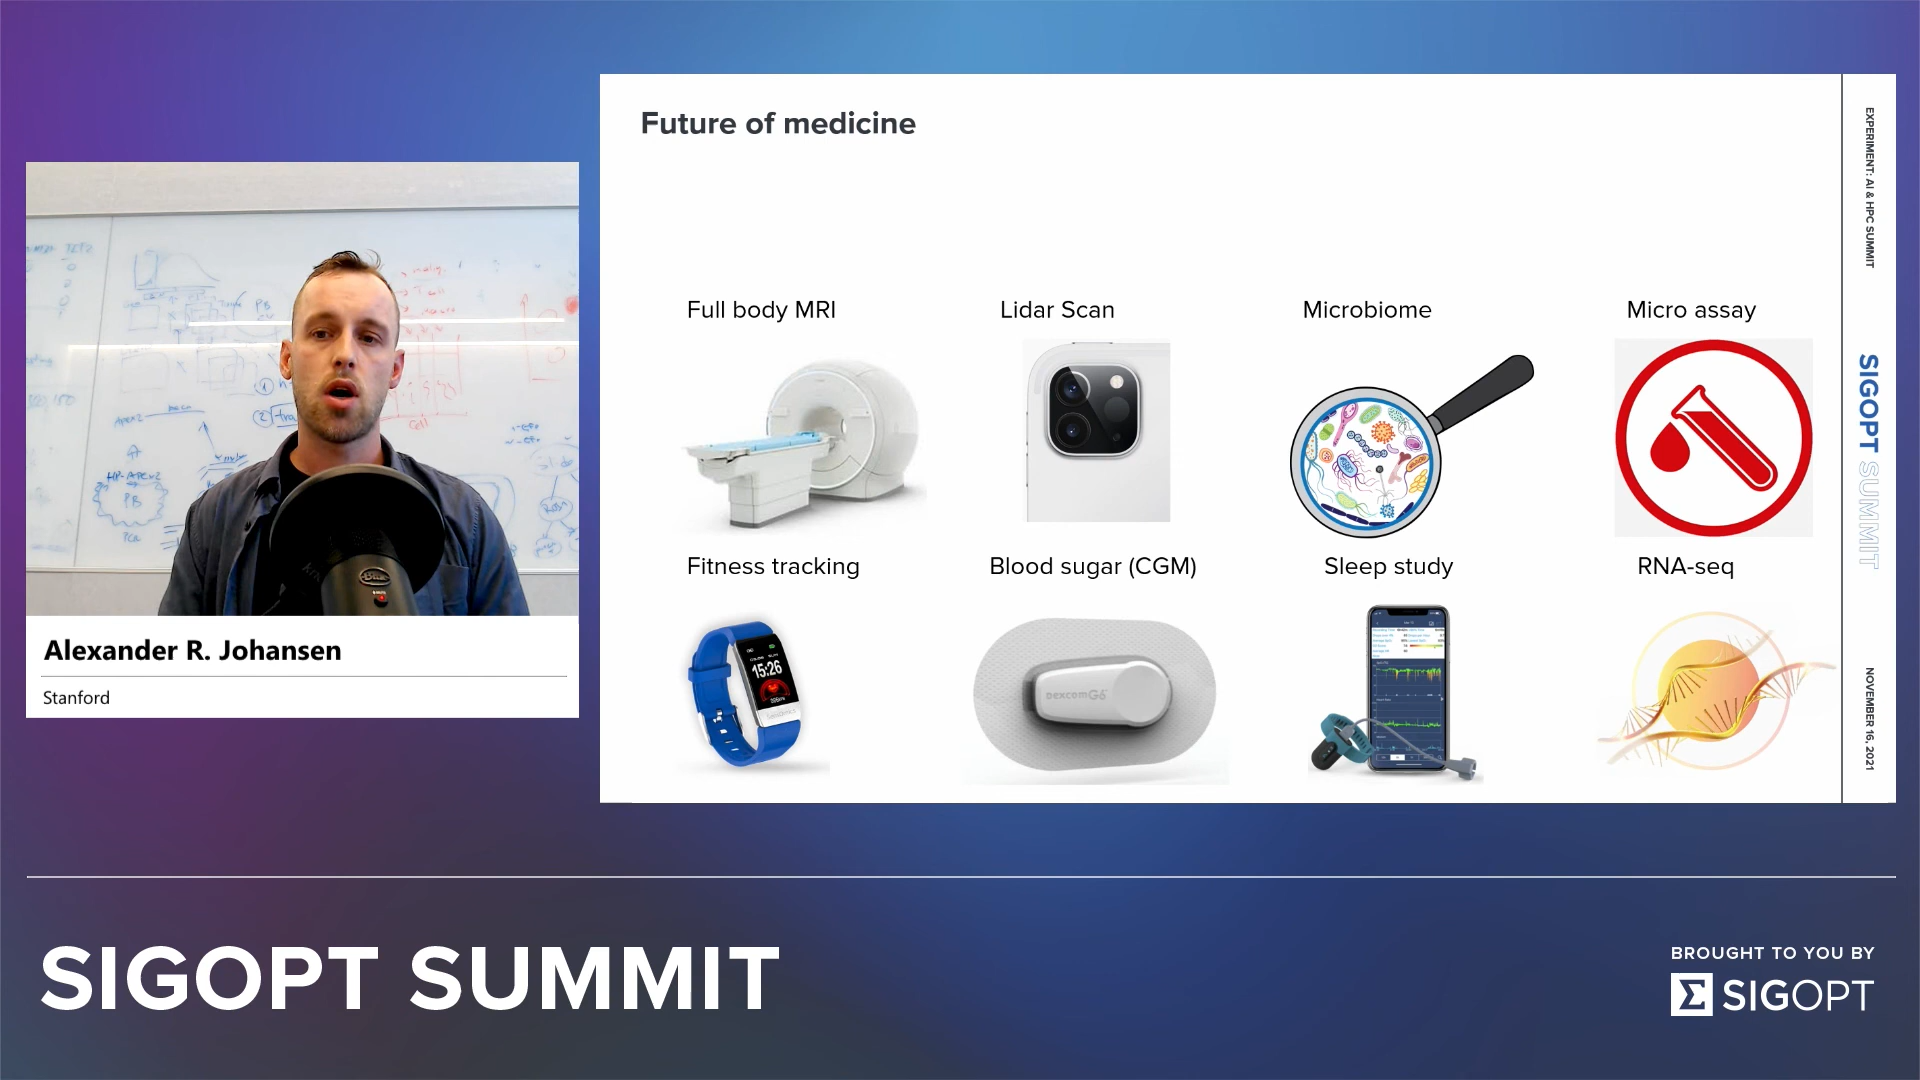 Future of medicine
Full body MRI
Lidar Scan
Microbiome
Micro assay
Fitness tracking
Blood sugar (CGM)
Sleep study
RNA-seq
15:26
Dexcom G6
EXPERIMENT: AI & HPC SUMMIT
SIGOPT SUMMIT
NOVEMBER 16, 2021
Blue
Alexander R. Johansen
Stanford
SIGOPT SUMMIT
BROUGHT TO YOU BY
SIGOPT